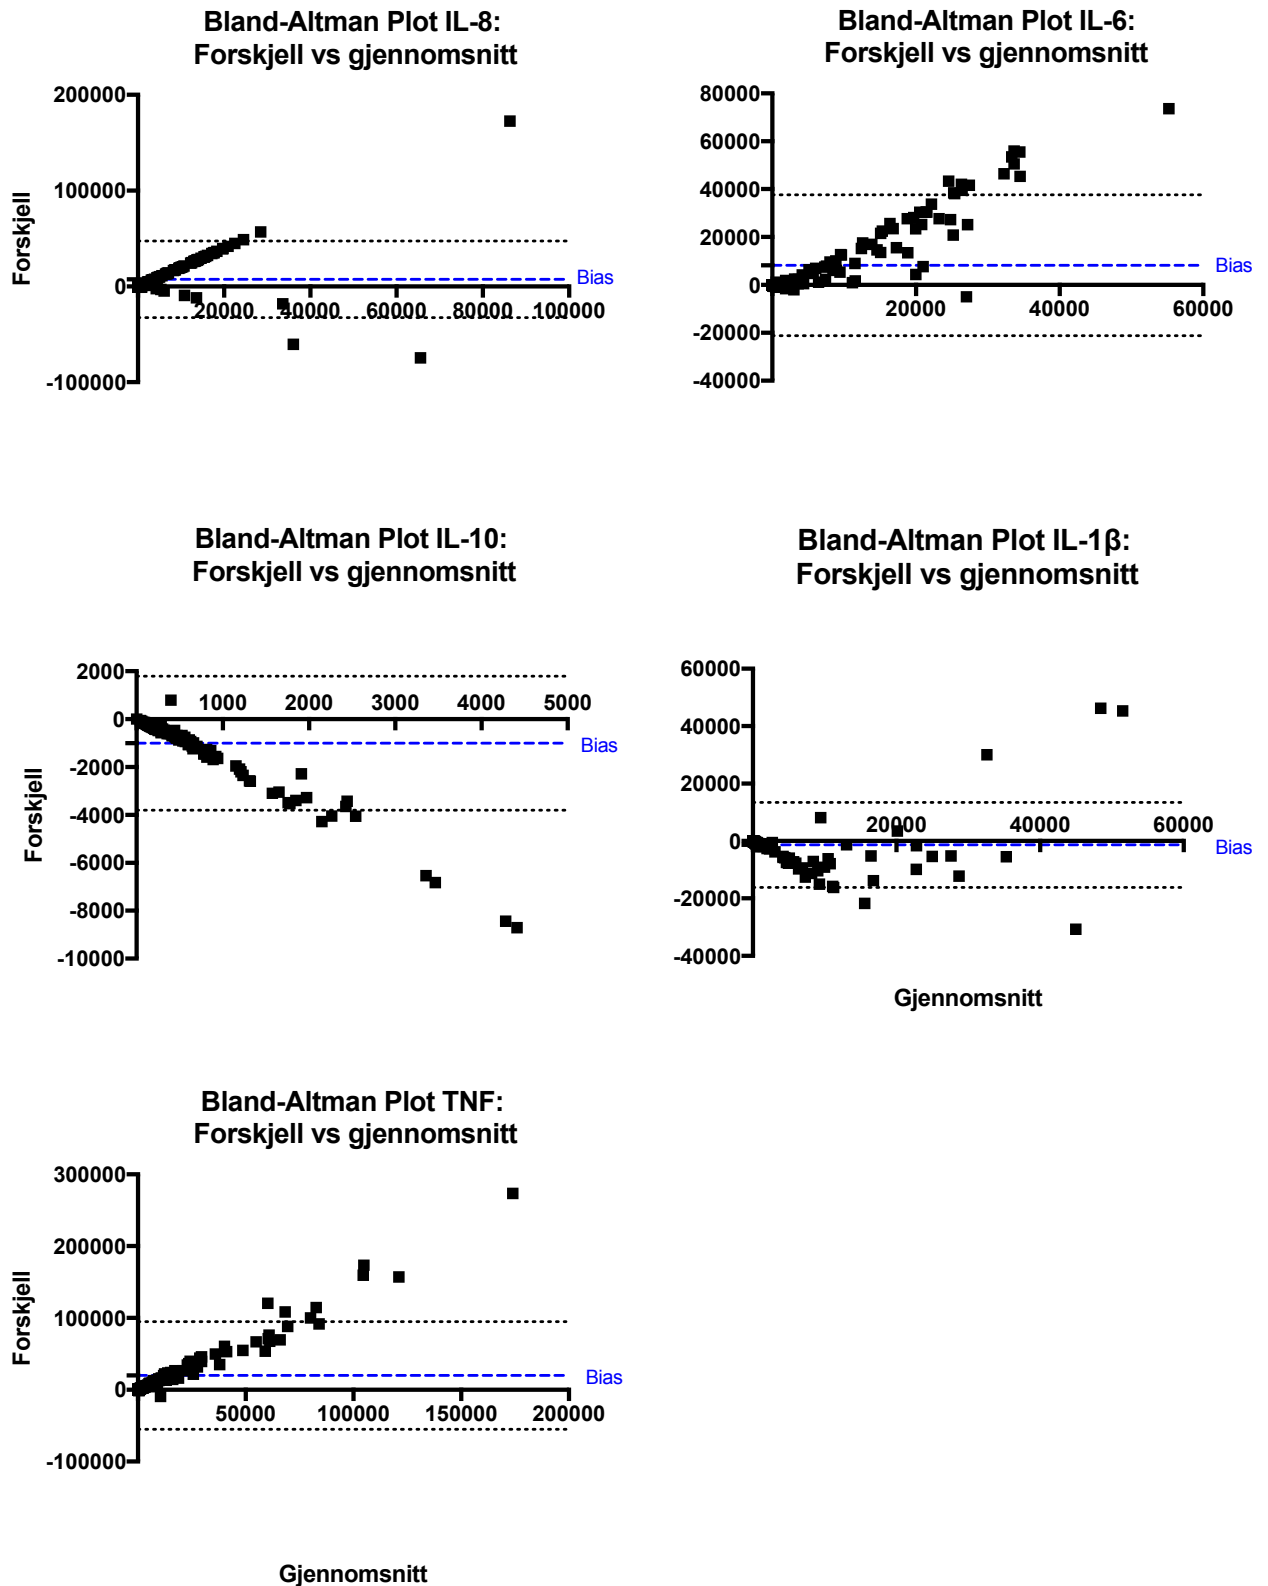 Bland-Altman Plot IL-8:
Forskjell vs gjennomsnitt
200000
100000
0
-100000
20000 40000 60000 80000 100000
Forskjell
Bias
Bland-Altman Plot IL-6:
Forskjell vs gjennomsnitt
80000
60000
40000
20000
0
-20000
-40000
20000 40000 60000
Bias
Bland-Altman Plot IL-10:
Forskjell vs gjennomsnitt
2000
0
-2000
-4000
-6000
-8000
-10000
1000 2000 3000 4000 5000
Forskjell
Bias
Bland-Altman Plot IL-1β:
Forskjell vs gjennomsnitt
60000
40000
20000
0
-20000
-40000
20000 40000 60000
Bias
Gjennomsnitt
Bland-Altman Plot TNF:
Forskjell vs gjennomsnitt
300000
200000
100000
0
-100000
50000 100000 150000 200000
Forskjell
Bias
Gjennomsnitt